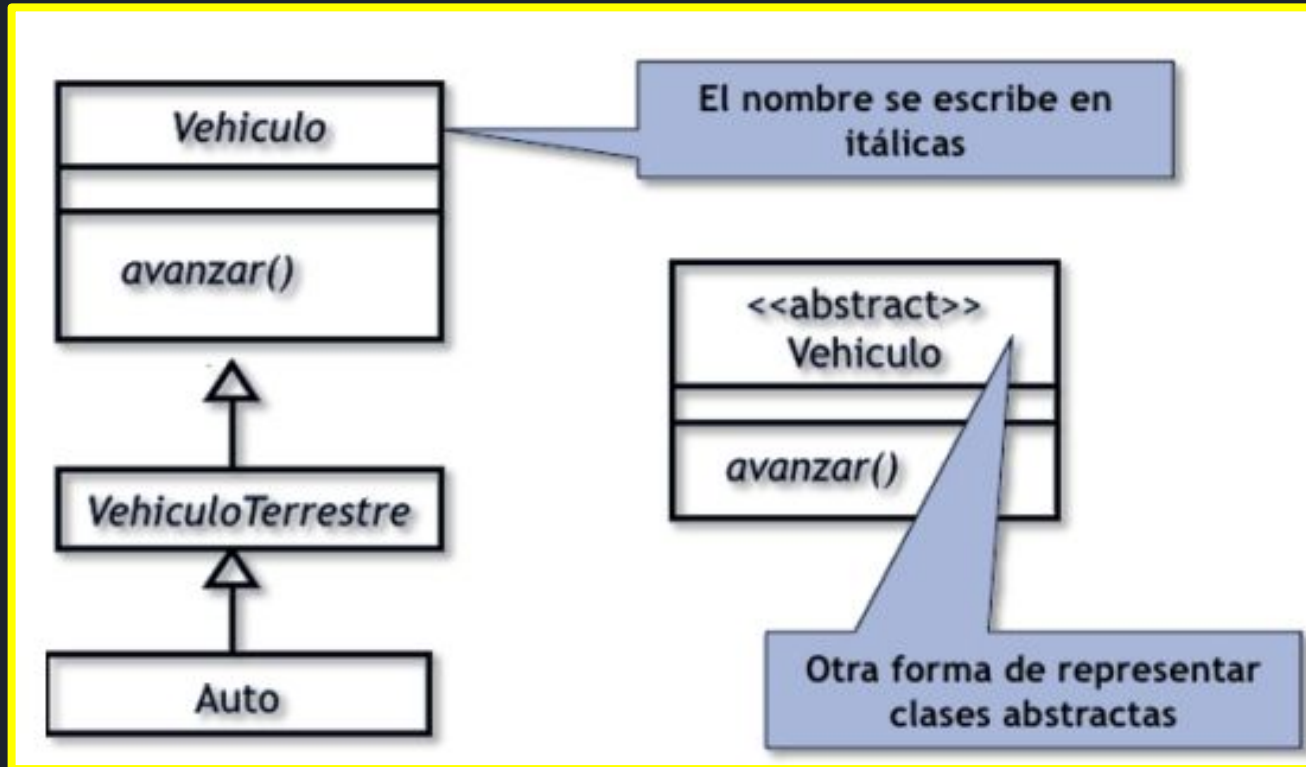 Vehiculo
avanzar()
VehiculoTerrestre
Auto
El nombre se escribe en
itálicas
<<abstract>>
Vehiculo
avanzar()
Otra forma de representar
clases abstractas